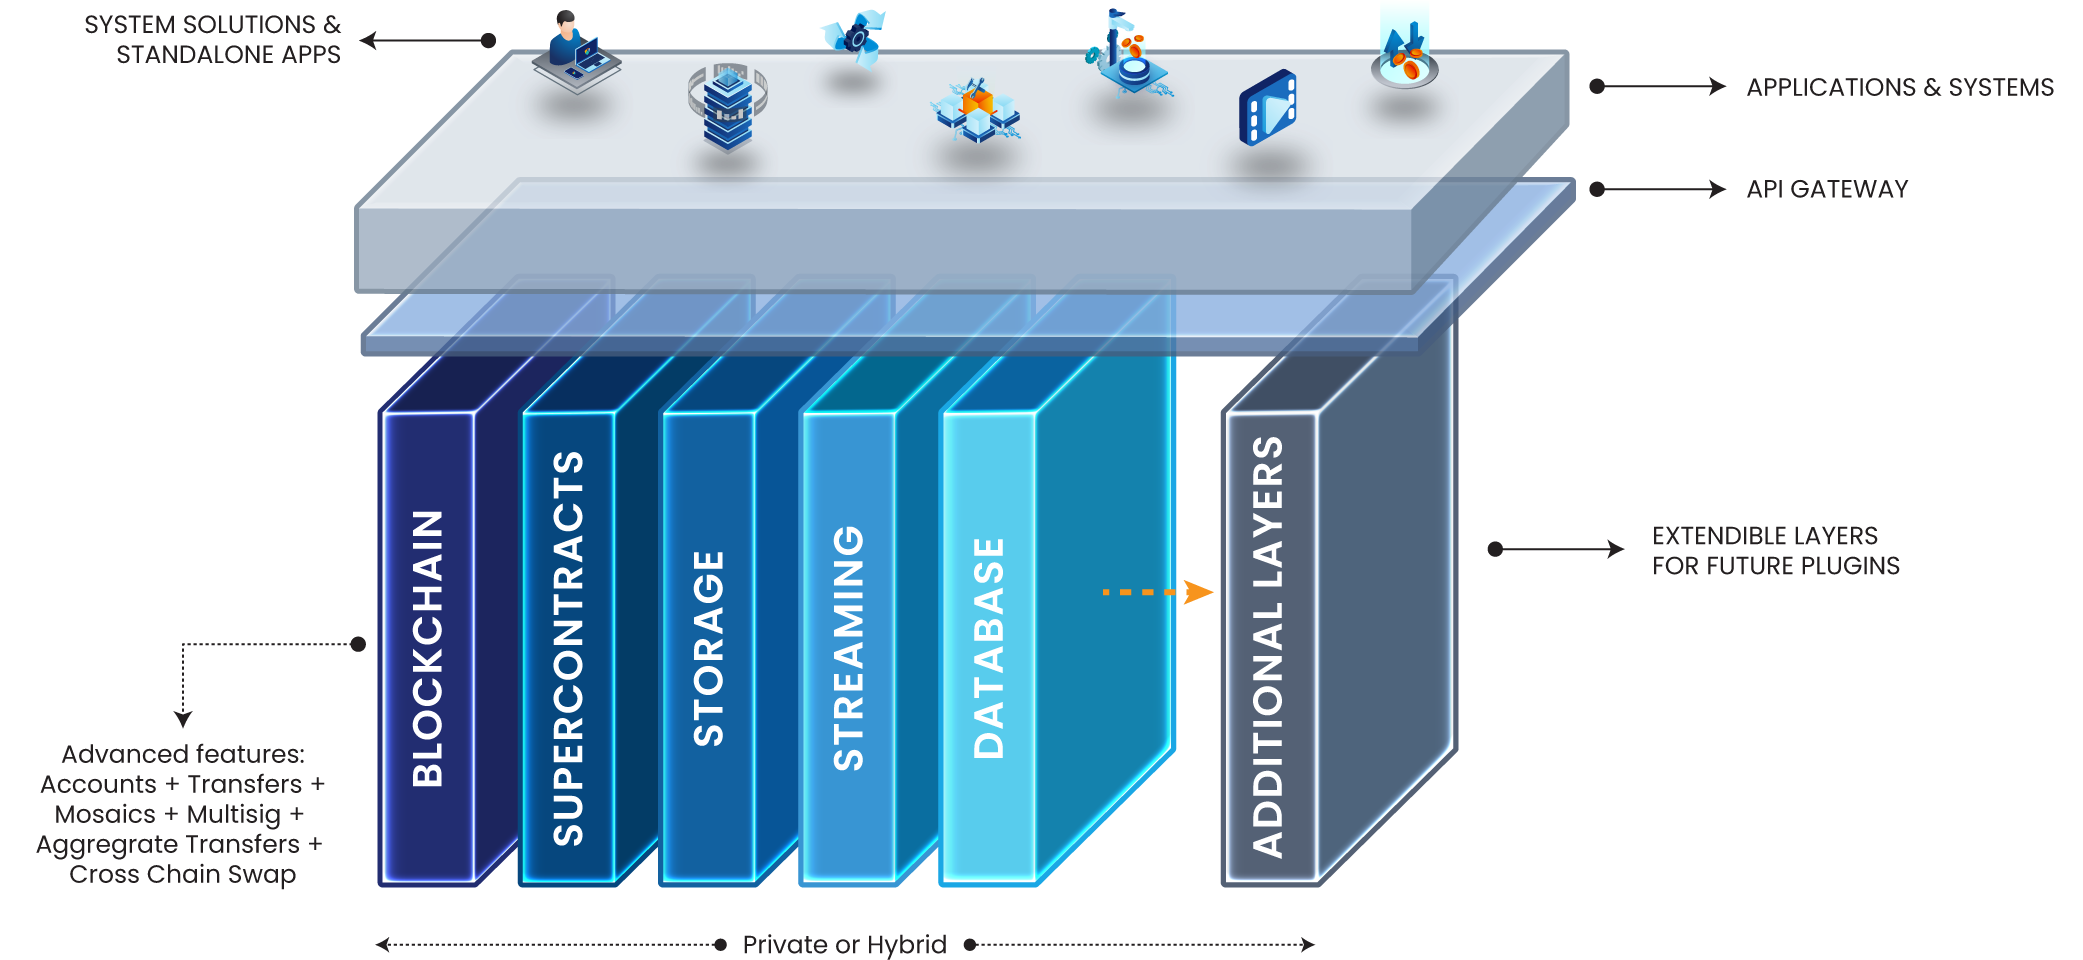 SYSTEM SOLUTIONS &
STANDALONE APPS
APPLICATIONS & SYSTEMS
API GATEWAY
BLOCKCHAIN
SUPERCONTRACTS
STORAGE
STREAMING
DATABASE
ADDITIONAL LAYERS
EXTENDIBLE LAYERS
FOR FUTURE PLUGINS
Advanced features:
Accounts + Transfers +
Mosaics + Multisig +
Aggregrate Transfers +
Cross Chain Swap
Private or Hybrid